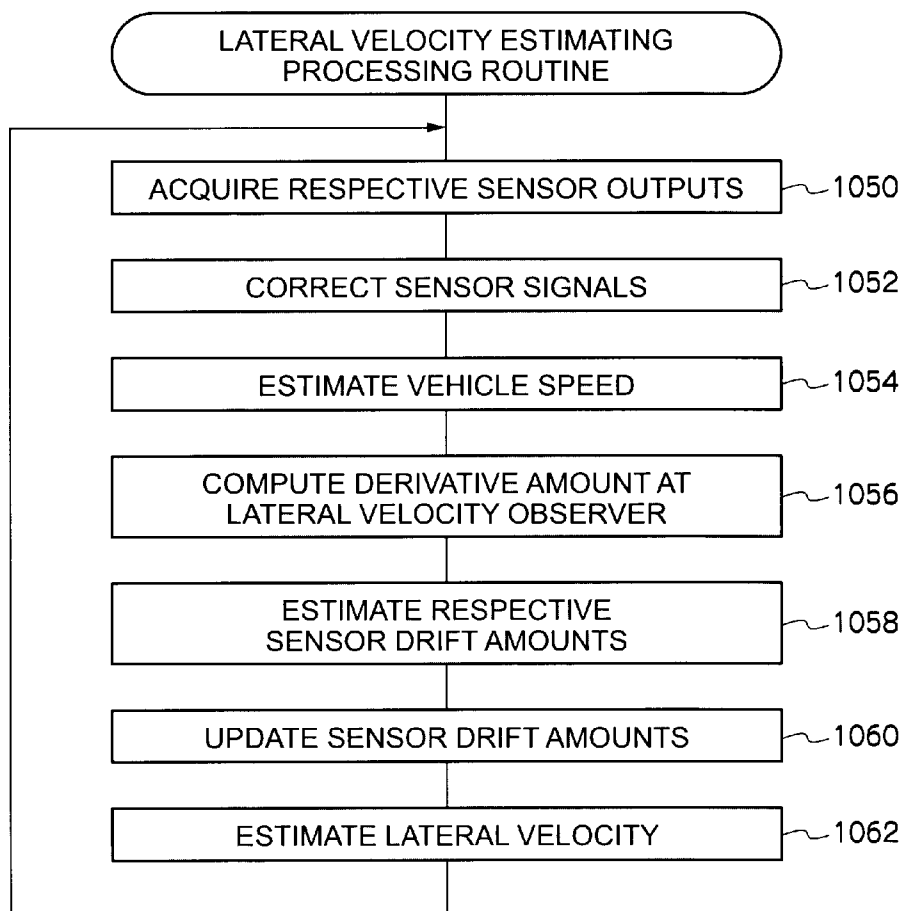 LATERAL VELOCITY ESTIMATING
PROCESSING ROUTINE
ACQUIRE RESPECTIVE SENSOR OUTPUTS
1050
CORRECT SENSOR SIGNALS
1052
ESTIMATE VEHICLE SPEED
1054
COMPUTE DERIVATIVE AMOUNT AT
LATERAL VELOCITY OBSERVER
1056
ESTIMATE RESPECTIVE
SENSOR DRIFT AMOUNTS
1058
UPDATE SENSOR DRIFT AMOUNTS
1060
ESTIMATE LATERAL VELOCITY
1062